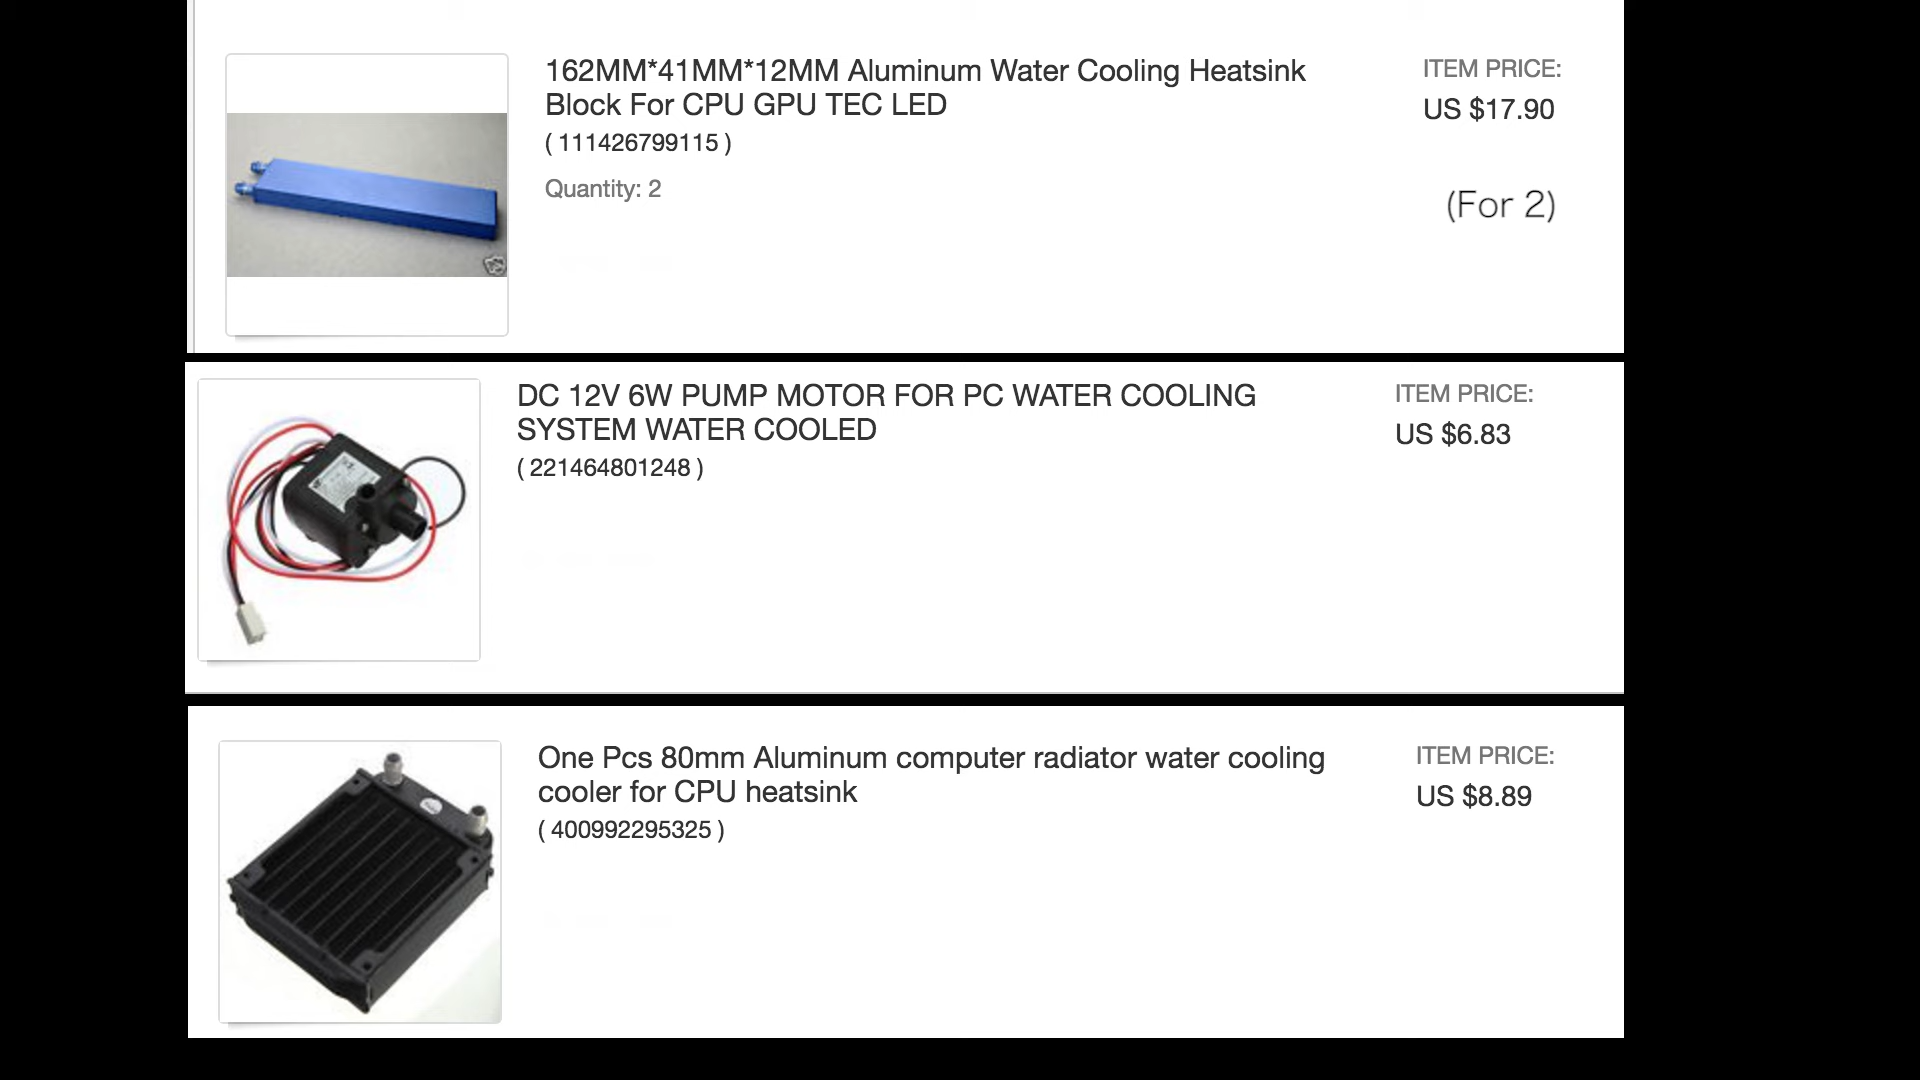 162MM*41MM*12MM Aluminum Water Cooling Heatsink
Block For CPU GPU TEC LED
( 111426799115 )
Quantity: 2
ITEM PRICE:
US $17.90
(For 2)
DC 12V 6W PUMP MOTOR FOR PC WATER COOLING
SYSTEM WATER COOLED
( 221464801248 )
ITEM PRICE:
US $6.83
One Pcs 80mm Aluminum computer radiator water cooling
cooler for CPU heatsink
( 400992295325 )
ITEM PRICE:
US $8.89